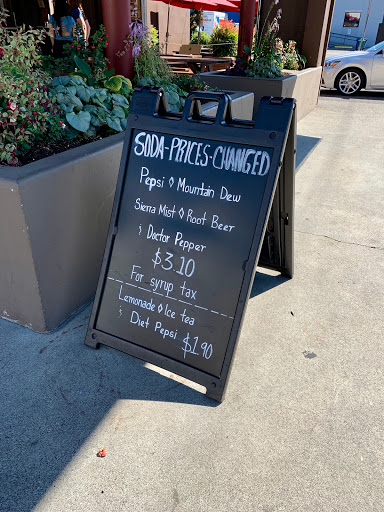 SODA-PRICES-CHANGED
Pepsi ◊ Mountain Dew
Sierra Mist ◊ Root Beer
& Doctor Pepper
$3.10
For syrup tax
Lemonade ◊ Ice tea
& Diet Pepsi $1.90